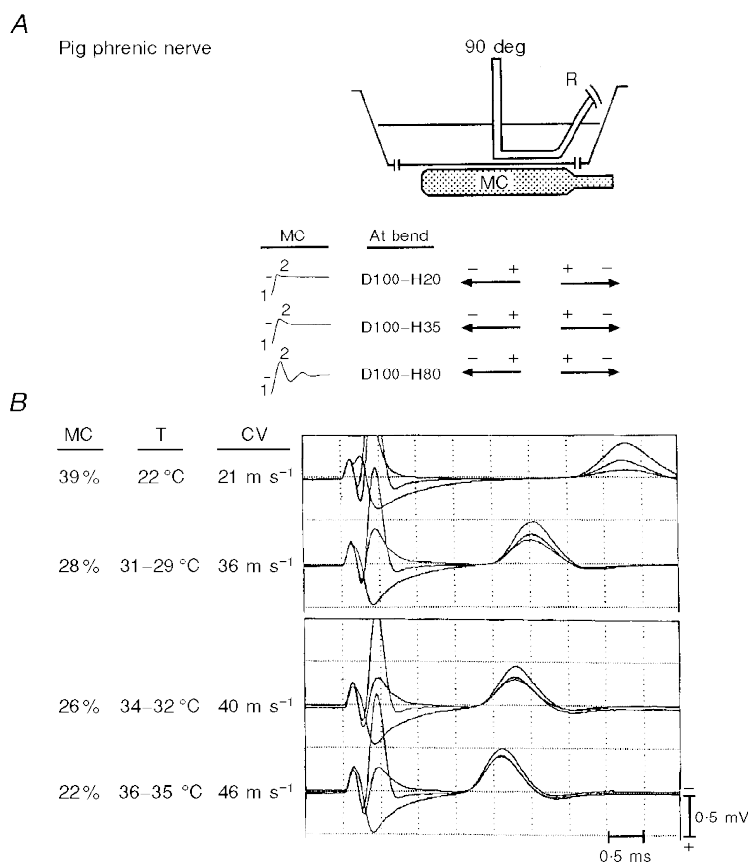 A
Pig phrenic nerve
90 deg
R
MC
MC At bend
2
1
D100–H20 − + + −
2
1
D100–H35 − + + −
2
1
D100–H80 − + + −
B
MC T CV
39% 22 °C 21 m s⁻¹
28% 31–29 °C 36 m s⁻¹
26% 34–32 °C 40 m s⁻¹
22% 36–35 °C 46 m s⁻¹
−
0·5 mV
+
0·5 ms